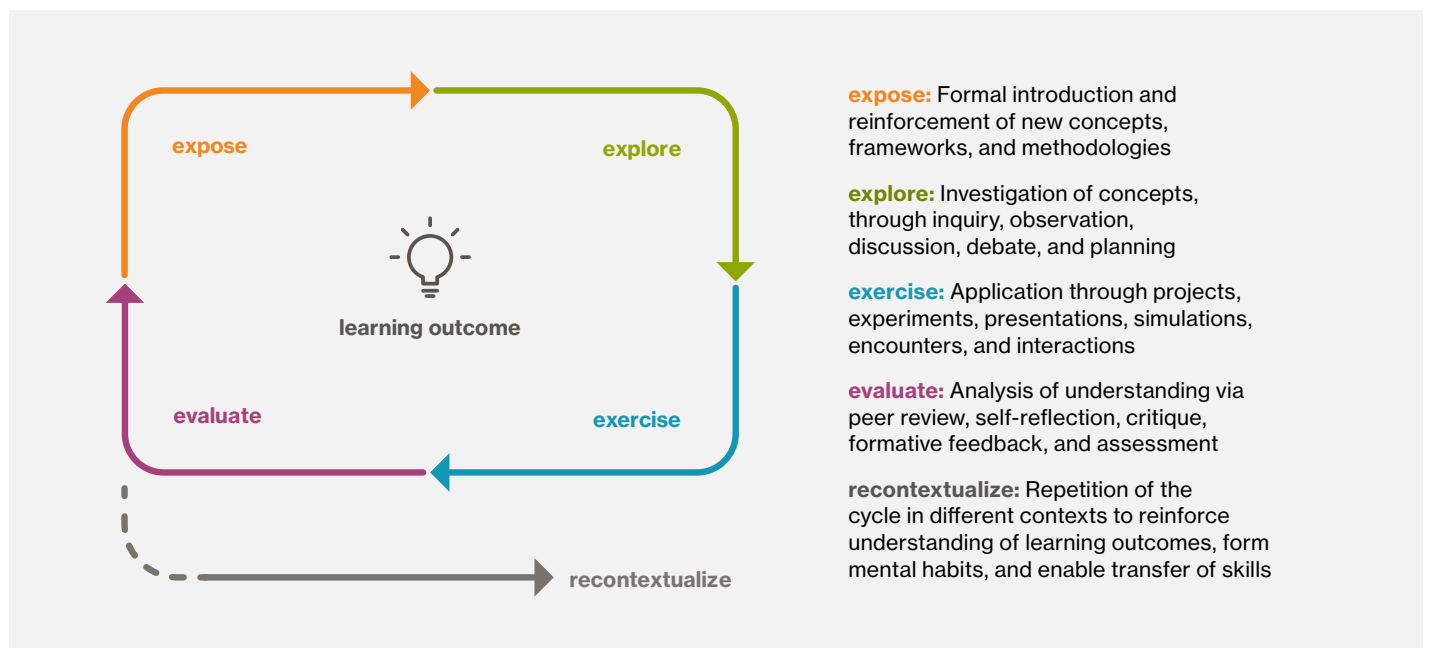 expose
explore
learning outcome
evaluate
exercise
recontextualize
expose: Formal introduction and
reinforcement of new concepts,
frameworks, and methodologies
explore: Investigation of concepts,
through inquiry, observation,
discussion, debate, and planning
exercise: Application through projects,
experiments, presentations, simulations,
encounters, and interactions
evaluate: Analysis of understanding via
peer review, self-reflection, critique,
formative feedback, and assessment
recontextualize: Repetition of the
cycle in different contexts to reinforce
understanding of learning outcomes, form
mental habits, and enable transfer of skills